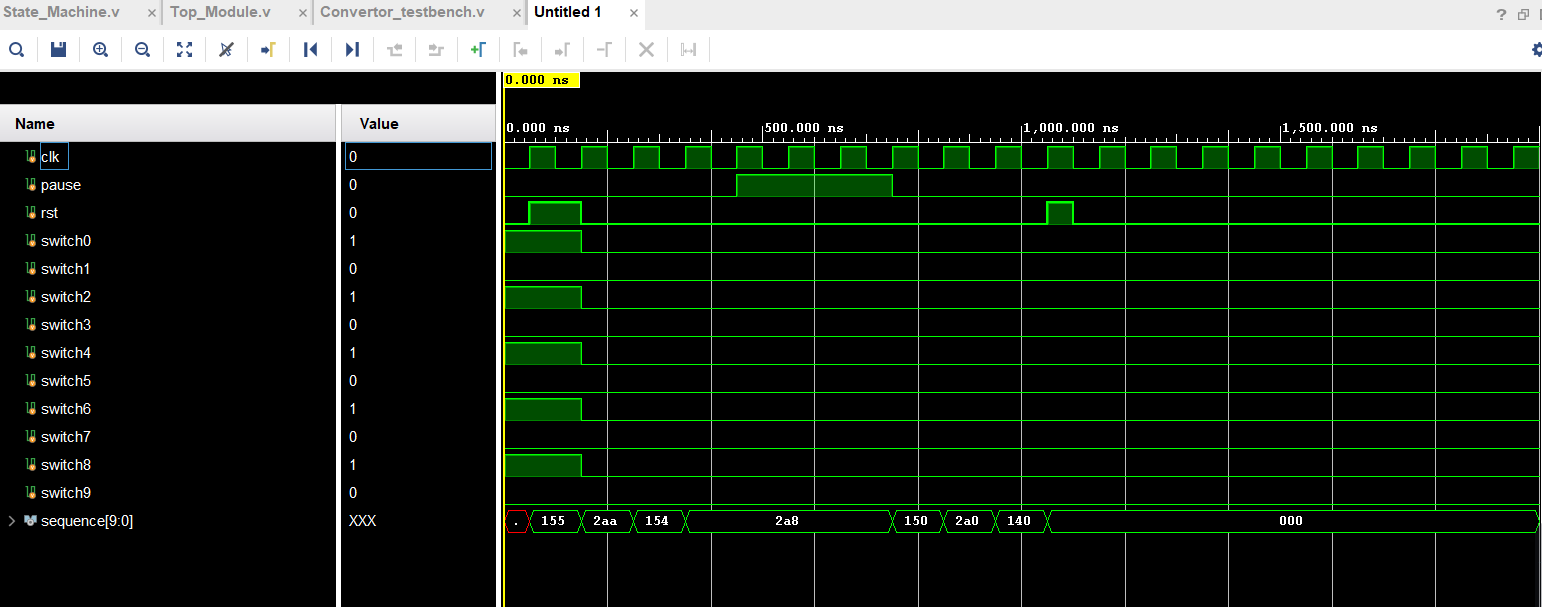 State_Machine.v × Top_Module.v × Convertor_testbench.v × Untitled 1 ×
?
0.000 ns
Name Value
0.000 ns 500.000 ns 1,000.000 ns 1,500.000 ns
clk 0
pause 0
rst 0
switch0 1
switch1 0
switch2 1
switch3 0
switch4 1
switch5 0
switch6 1
switch7 0
switch8 1
switch9 0
sequence[9:0] XXX . 155 2aa 154 2a8 150 2a0 140 000